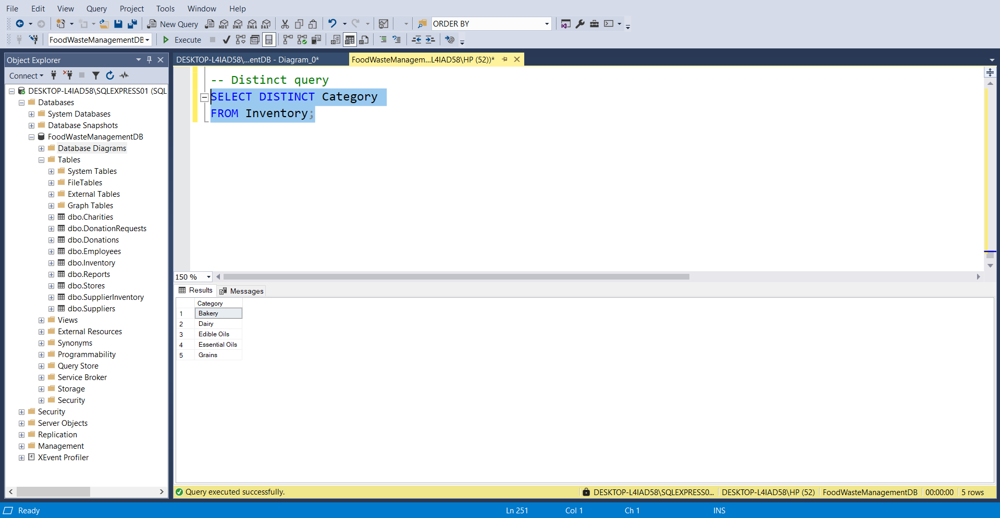 File Edit View Query Project Tools Window Help
New Query MDX DMX XMLA DAX ORDER BY
FoodWasteManagementDB Execute
Object Explorer
Connect
DESKTOP-L4IAD58\SQLEXPRESS01 (SQL
Databases
System Databases
Database Snapshots
FoodWasteManagementDB
Database Diagrams
Tables
System Tables
FileTables
External Tables
Graph Tables
dbo.Charities
dbo.DonationRequests
dbo.Donations
dbo.Employees
dbo.Inventory
dbo.Reports
dbo.Stores
dbo.SupplierInventory
dbo.Suppliers
Views
External Resources
Synonyms
Programmability
Query Store
Service Broker
Storage
Security
Security
Server Objects
Replication
Management
XEvent Profiler
DESKTOP-L4IAD58\...entDB - Diagram_0*
FoodWasteManagem...L4IAD58\HP (52))*
-- Distinct query
SELECT DISTINCT Category
FROM Inventory;
150 %
Results Messages
Category
1 Bakery
2 Dairy
3 Edible Oils
4 Essential Oils
5 Grains
Query executed successfully.
DESKTOP-L4IAD58\SQLEXPRESS0... DESKTOP-L4IAD58\HP (52) FoodWasteManagementDB 00:00:00 5 rows
Ready Ln 251 Col 1 Ch 1 INS